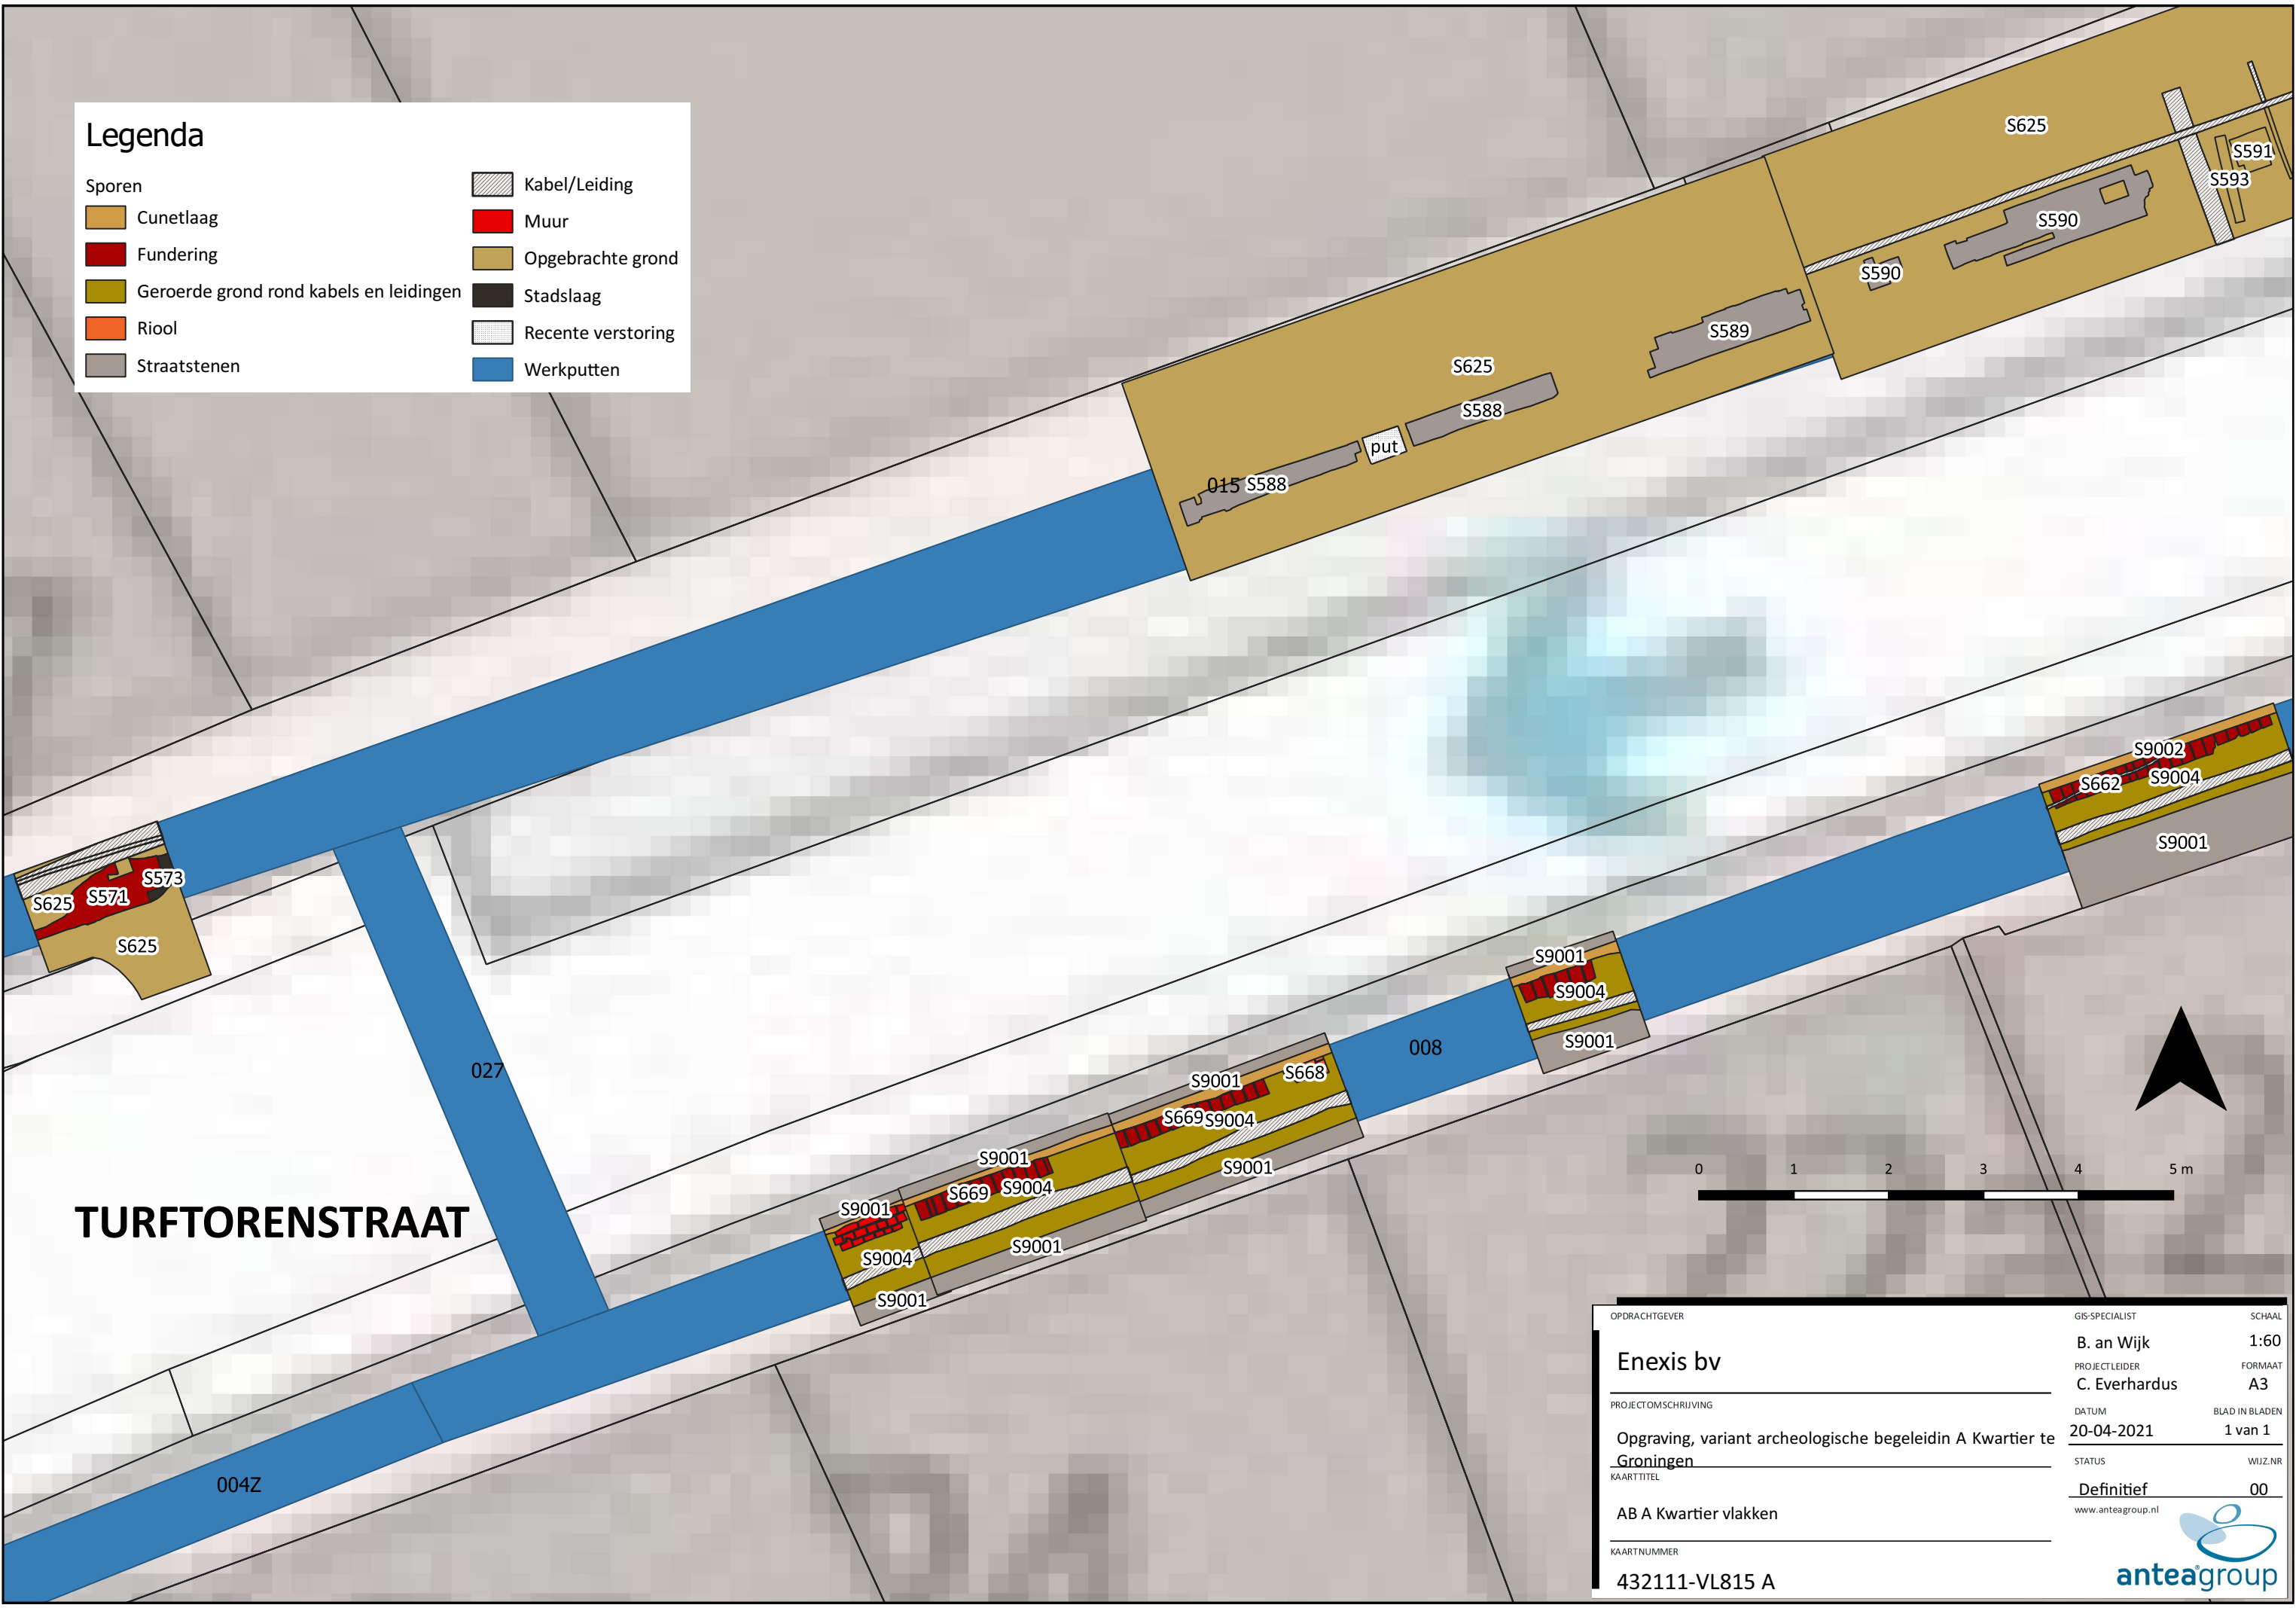 Legenda
Sporen
Cunetlaag
Fundering
Geroerde grond rond kabels en leidingen
Riool
Straatstenen
Kabel/Leiding
Muur
Opgebrachte grond
Stadslaag
Recente verstoring
Werkputten
S625
S591
S593
S590
S590
S589
S625
S588
put
015 S588
S9002
S662 S9004
S9001
S573
S625 S571
S625
S9001
S9004
S9001
027
008
S9001 S668
S669 S9004
S9001
S9001
S669 S9004
S9001
S9001
S9004
S9001
TURFTORENSTRAAT
004Z
0 1 2 3 4 5 m
OPDRACHTGEVER
Enexis bv
PROJECTOMSCHRIJVING
Opgraving, variant archeologische begeleidin A Kwartier te
Groningen
KAARTTITEL
AB A Kwartier vlakken
KAARTNUMMER
432111-VL815 A
GIS-SPECIALIST SCHAAL
B. an Wijk 1:60
PROJECTLEIDER FORMAAT
C. Everhardus A3
DATUM BLAD IN BLADEN
20-04-2021 1 van 1
STATUS WIJZ.NR
Definitief 00
www.anteagroup.nl
anteagroup